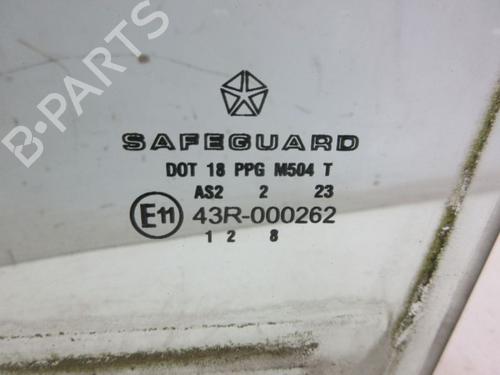 SAFEGUARD
DOT 18 PPG M504 T
AS2 2 23
E11 43R-000262
1 2 8
B-PARTS